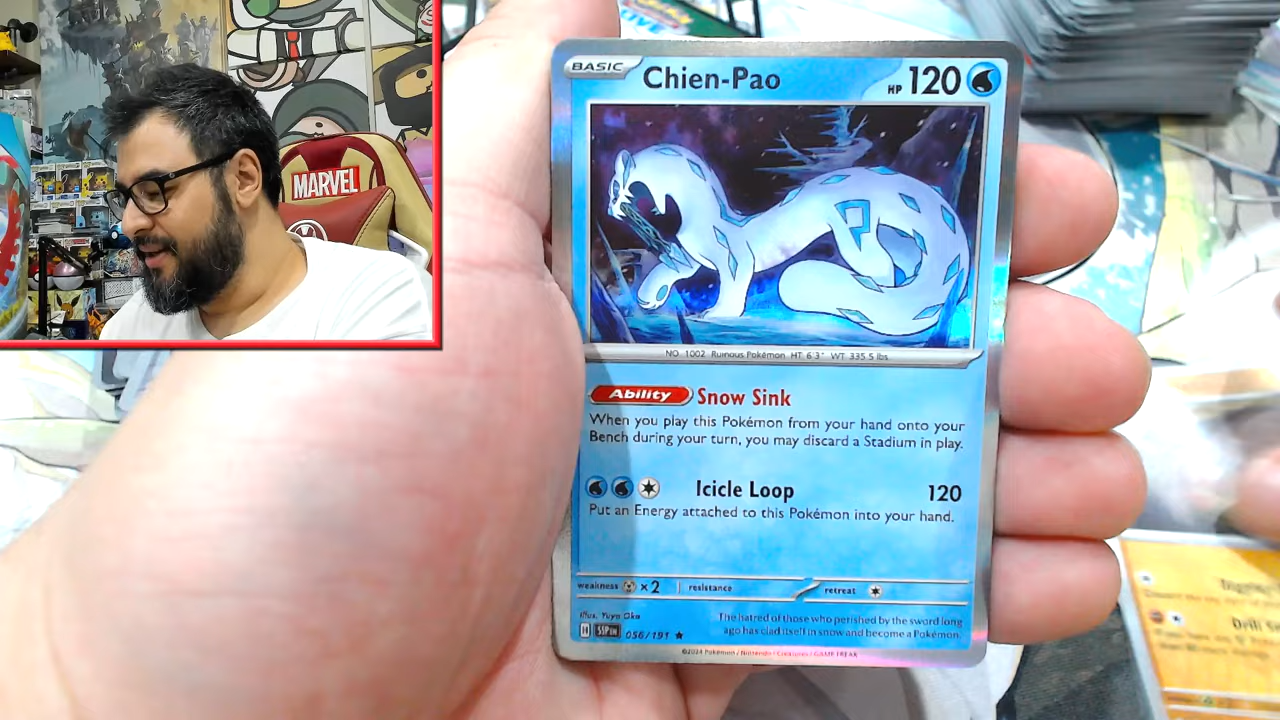 MARVEL
BASIC
Chien-Pao
HP 120
NO 1002 Ruinous Pokémon HT 6'3" WT 335.5 lbs
Ability Snow Sink
When you play this Pokémon from your hand onto your
Bench during your turn, you may discard a Stadium in play.
Icicle Loop 120
Put an Energy attached to this Pokémon into your hand.
weakness x2 resistance retreat
Illus. Yuya Oka
The hatred of those who perished by the sword long
ago has clad itself in snow and become a Pokémon.
H SSP EN 056/191 ★
©2024 Pokémon / Nintendo / Creatures / GAME FREAK